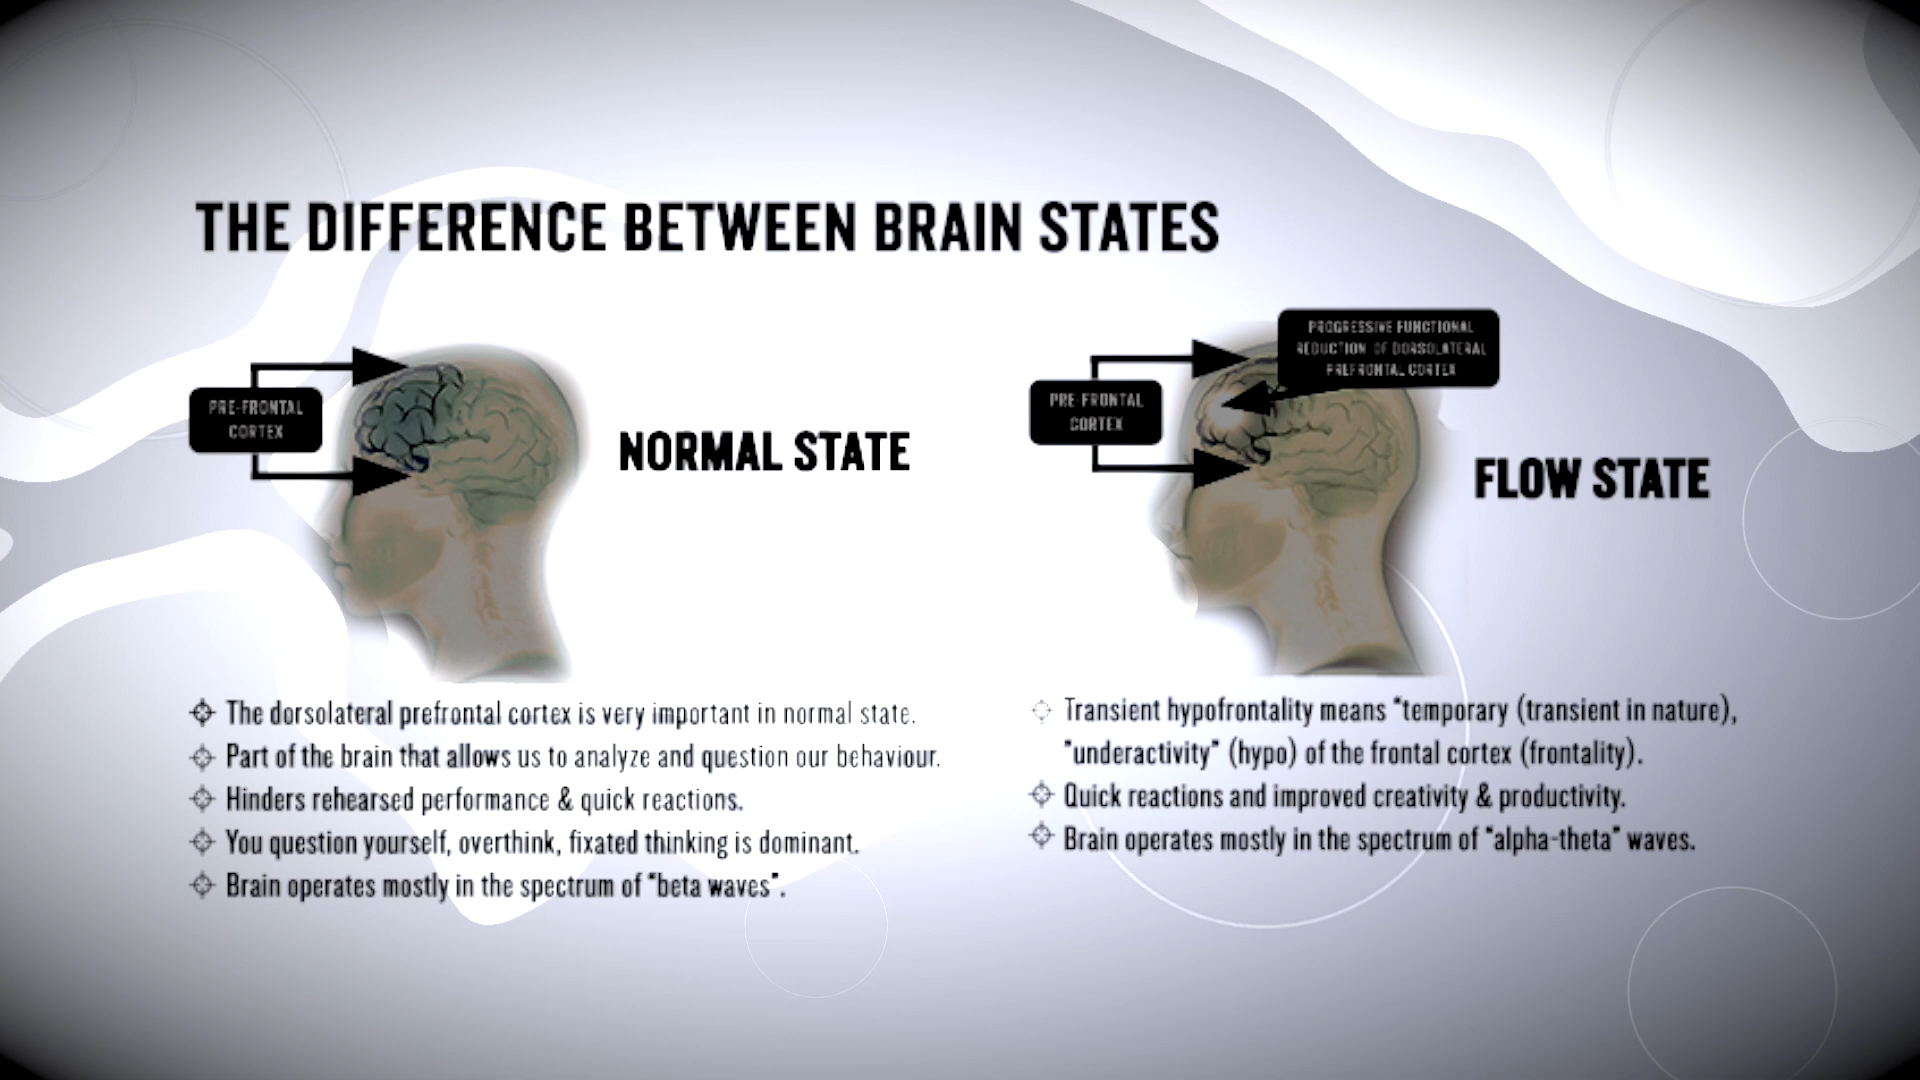 THE DIFFERENCE BETWEEN BRAIN STATES
PRE-FRONTAL
CORTEX
NORMAL STATE
The dorsolateral prefrontal cortex is very important in normal state.
Part of the brain that allows us to analyze and question our behaviour.
Hinders rehearsed performance & quick reactions.
You question yourself, overthink, fixated thinking is dominant.
Brain operates mostly in the spectrum of "beta waves".
PROGRESSIVE FUNCTIONAL
REDUCTION OF DORSOLATERAL
PREFRONTAL CORTEX
PRE-FRONTAL
CORTEX
FLOW STATE
Transient hypofrontality means "temporary (transient in nature),
"underactivity" (hypo) of the frontal cortex (frontality).
Quick reactions and improved creativity & productivity.
Brain operates mostly in the spectrum of "alpha-theta" waves.